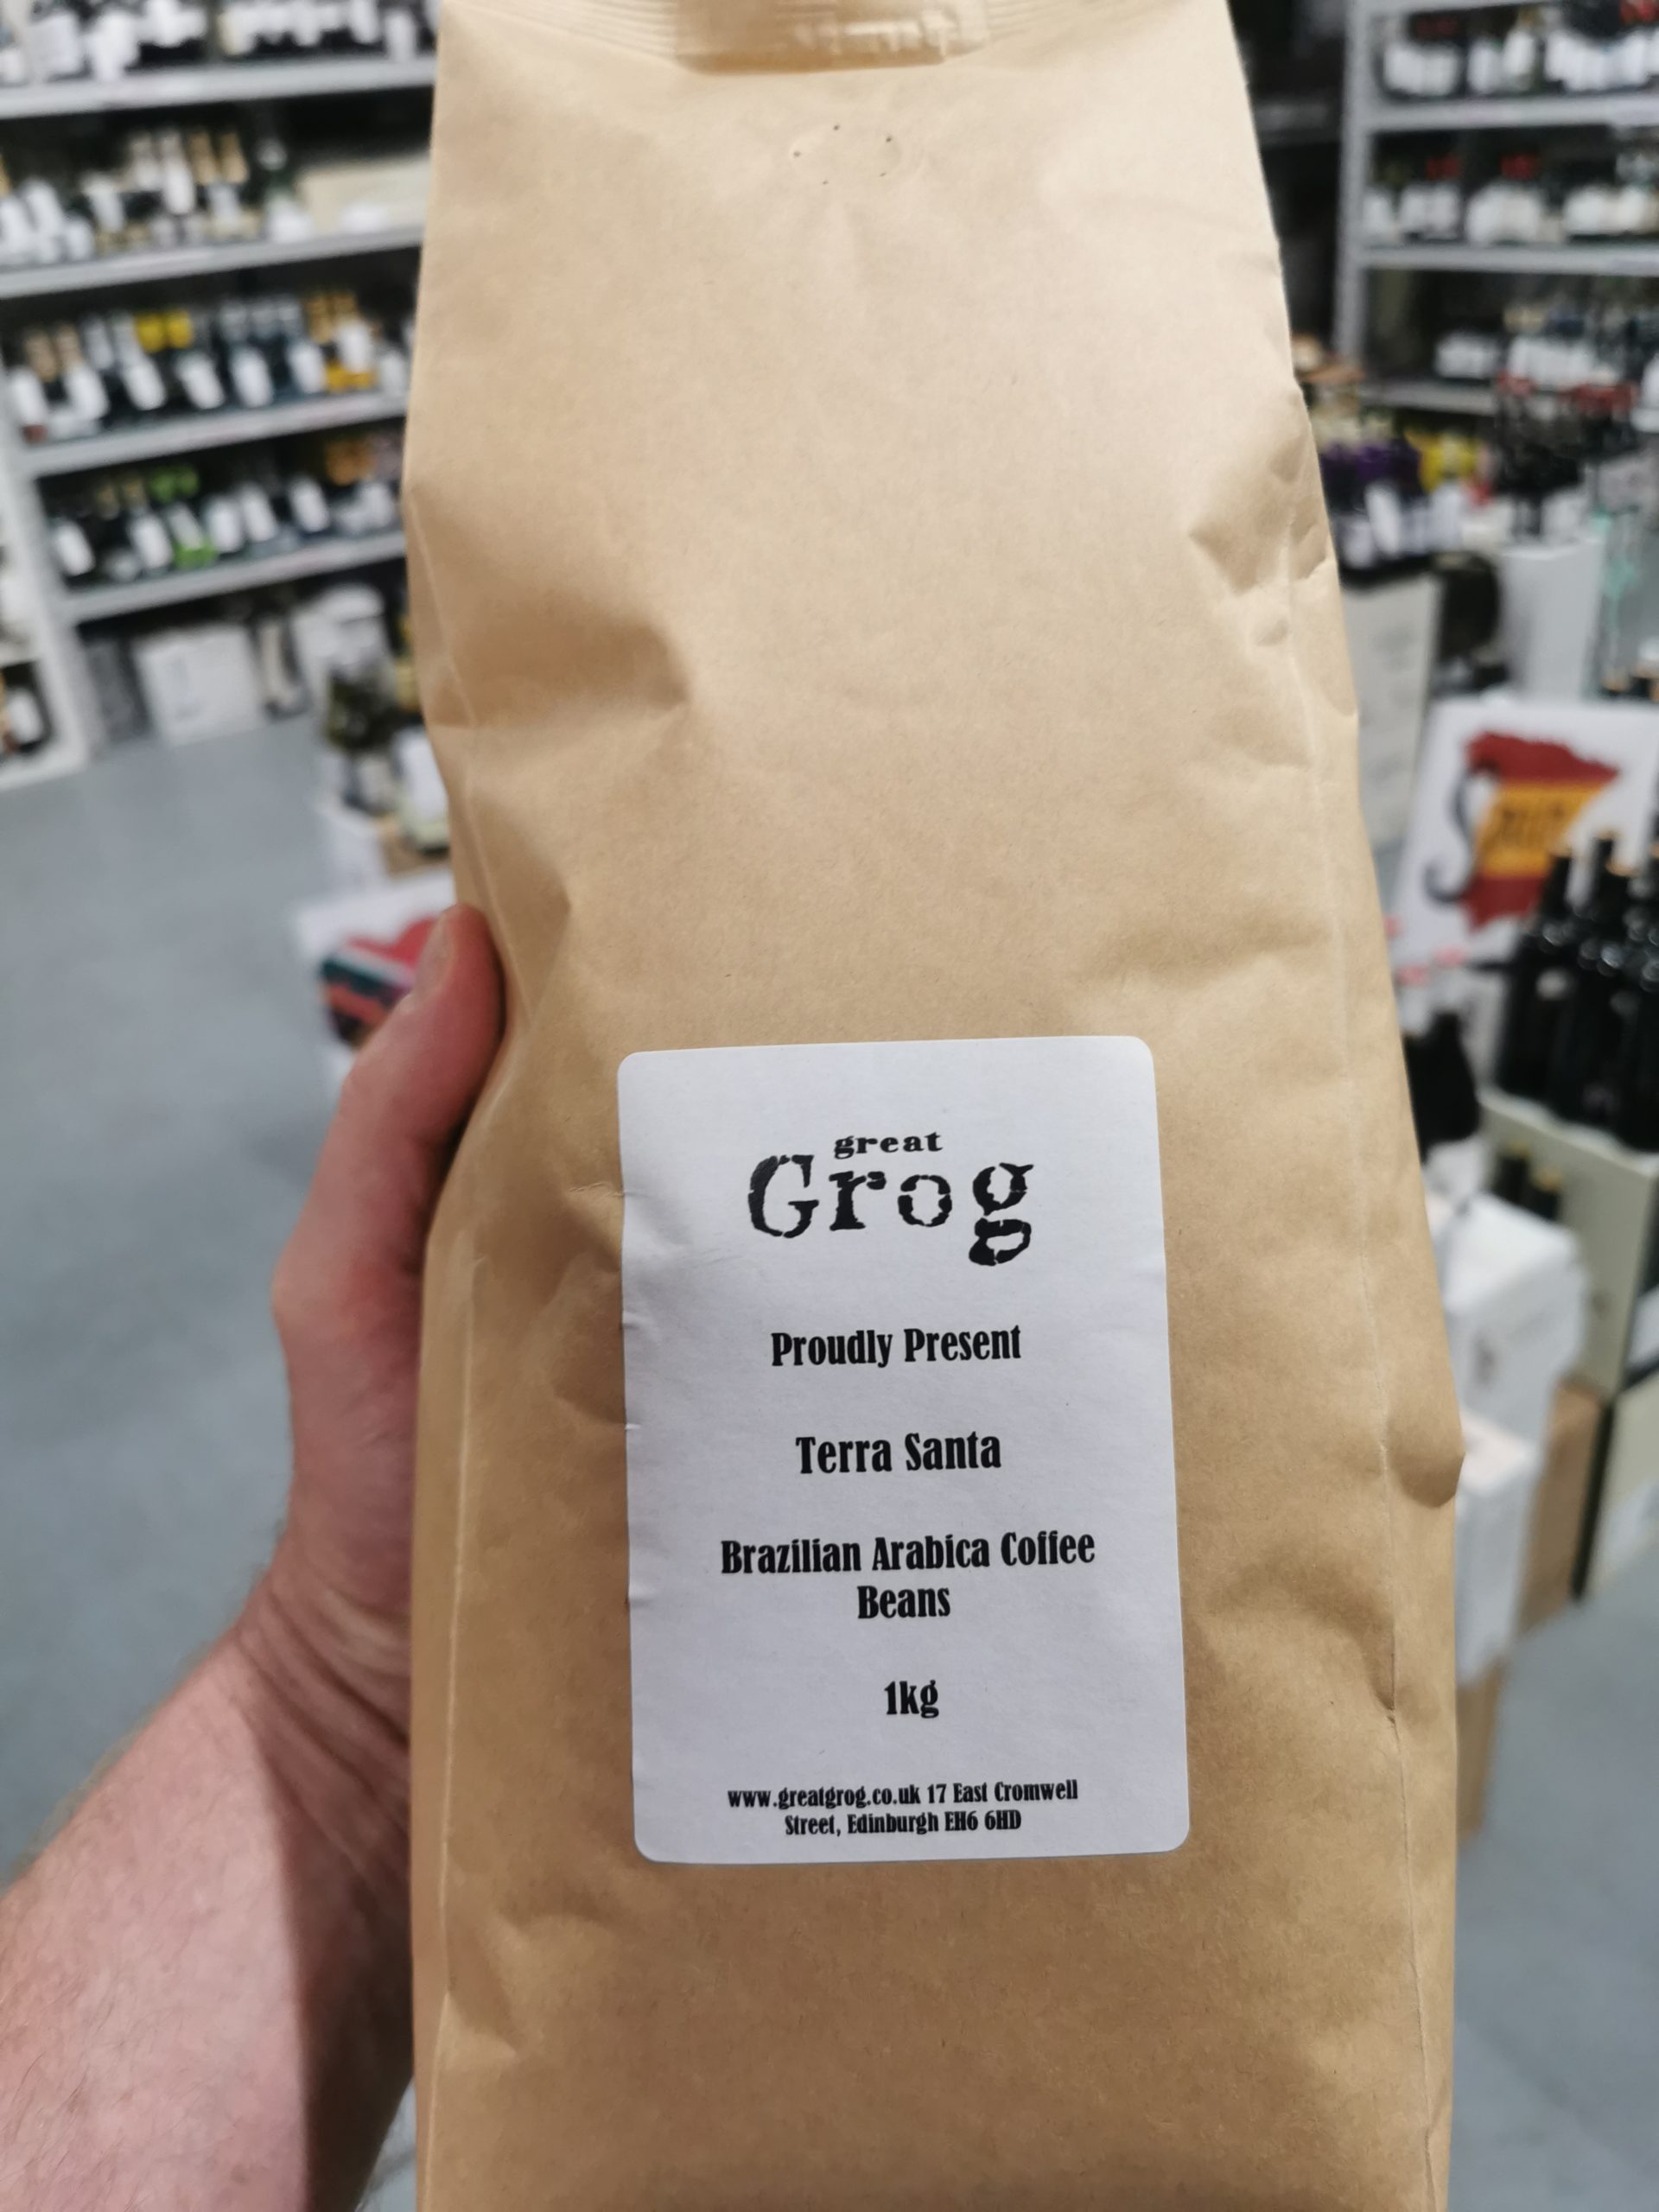 great
Grog
Proudly Present
Terra Santa
Brazilian Arabica Coffee
Beans
1kg
www.greatgrog.co.uk 17 East Cromwell
Street, Edinburgh EH6 6HD